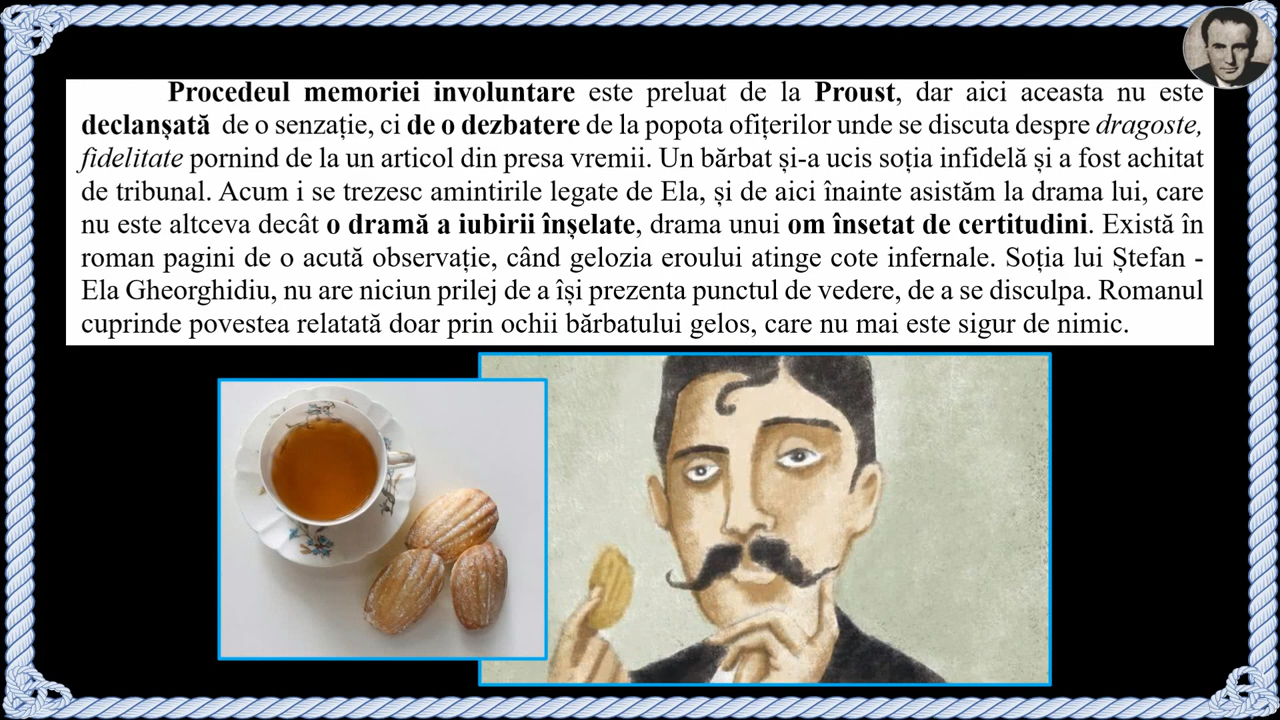 Procedeul memoriei involuntare este preluat de la Proust, dar aici aceasta nu este
declanșată de o senzație, ci de o dezbatere de la popota ofițerilor unde se discuta despre dragoste,
fidelitate pornind de la un articol din presa vremii. Un bărbat și-a ucis soția infidelă și a fost achitat
de tribunal. Acum i se trezesc amintirile legate de Ela, și de aici înainte asistăm la drama lui, care
nu este altceva decât o dramă a iubirii înșelate, drama unui om însetat de certitudini. Există în
roman pagini de o acută observație, când gelozia eroului atinge cote infernale. Soția lui Ștefan -
Ela Gheorghidiu, nu are niciun prilej de a își prezenta punctul de vedere, de a se disculpa. Romanul
cuprinde povestea relatată doar prin ochii bărbatului gelos, care nu mai este sigur de nimic.